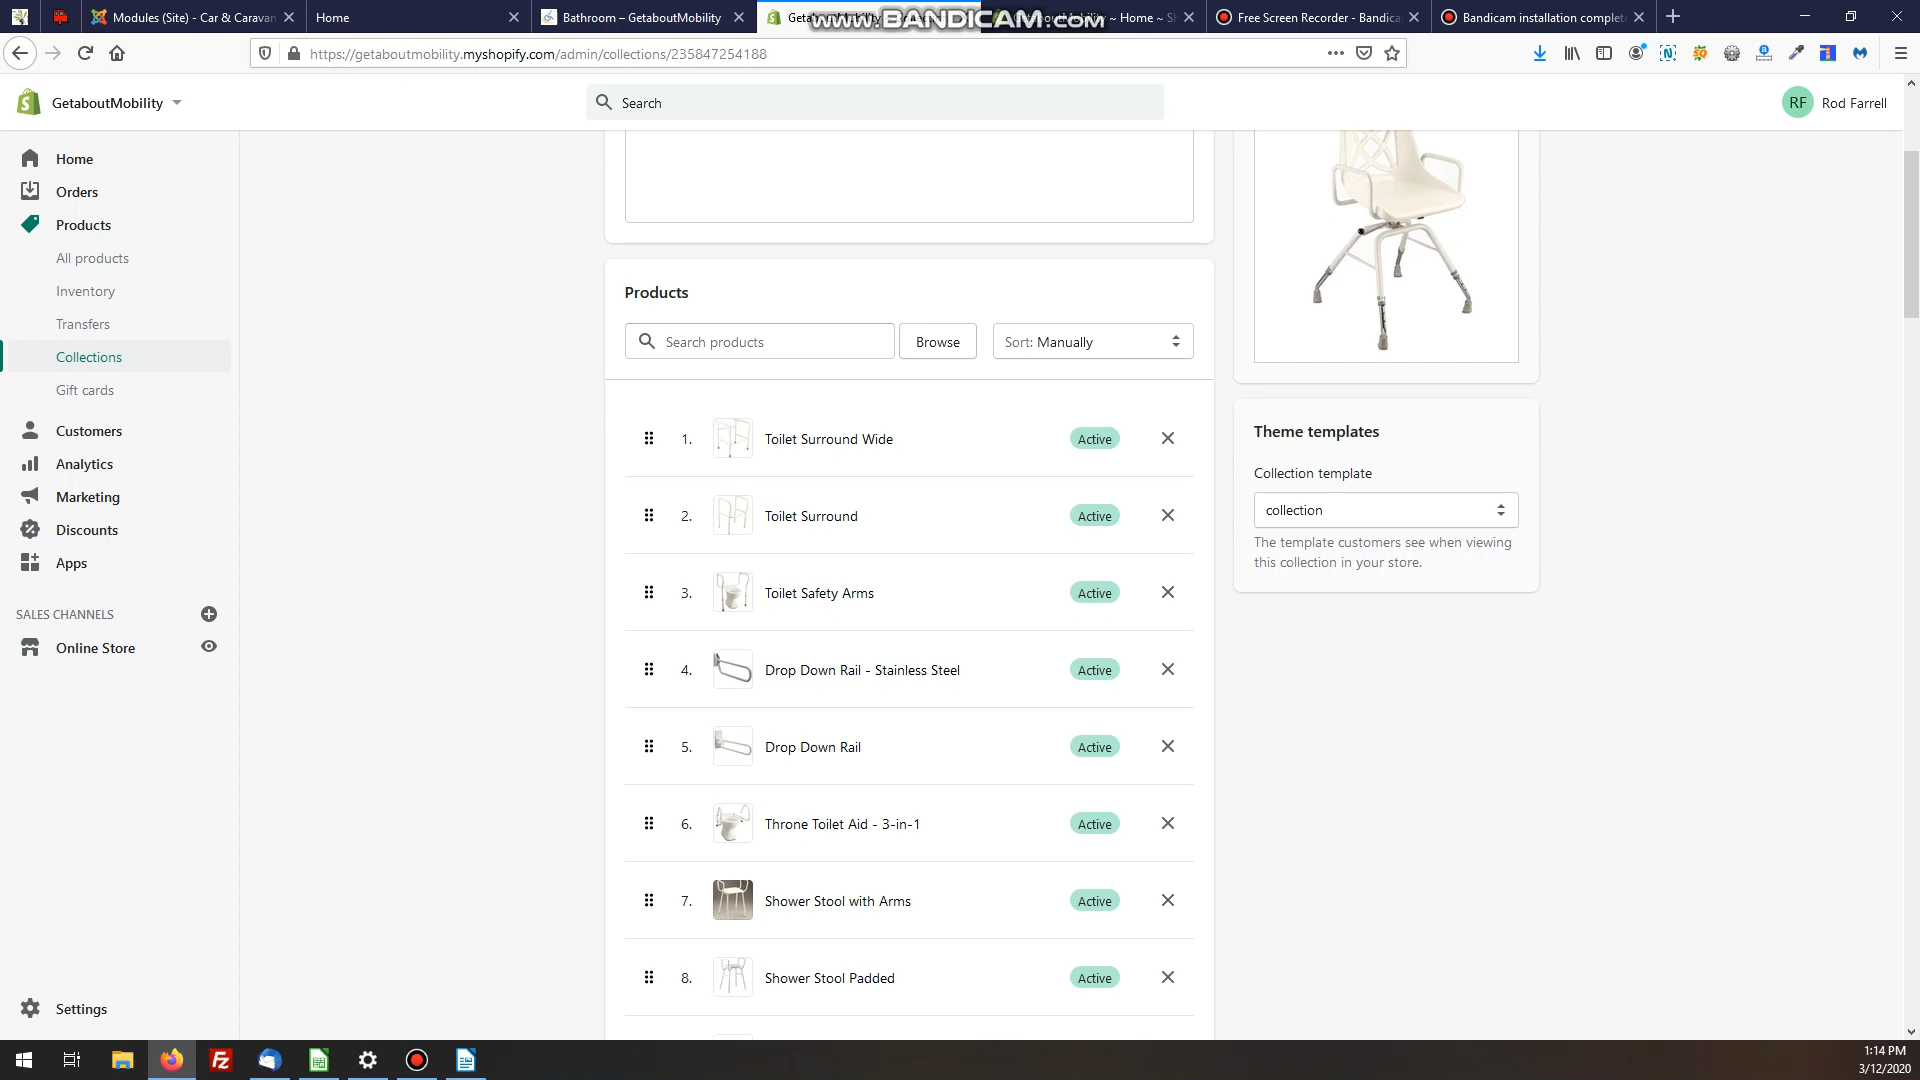 Modules (Site) - Car & Caravan
Home
Bathroom – GetaboutMobility
www.BANDICAM.com
Free Screen Recorder - Bandica
Bandicam installation complet
https://getaboutmobility.myshopify.com/admin/collections/235847254188
GetaboutMobility
Search
RF
Rod Farrell
Home
Orders
Products
All products
Inventory
Transfers
Collections
Gift cards
Customers
Analytics
Marketing
Discounts
Apps
SALES CHANNELS
Online Store
Settings
Products
Search products
Browse
Sort: Manually
1. Toilet Surround Wide Active
2. Toilet Surround Active
3. Toilet Safety Arms Active
4. Drop Down Rail - Stainless Steel Active
5. Drop Down Rail Active
6. Throne Toilet Aid - 3-in-1 Active
7. Shower Stool with Arms Active
8. Shower Stool Padded Active
Theme templates
Collection template
collection
The template customers see when viewing
this collection in your store.
1:14 PM
3/12/2020